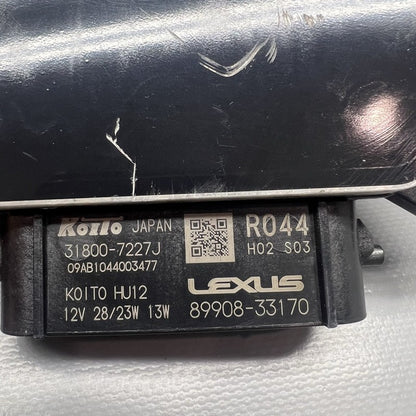 KOITO JAPAN
31800-7227J
09AB1044003477
KOITO HU12
12V 28/23W 13W
R044
H02 S03
LEXUS
89908-33170